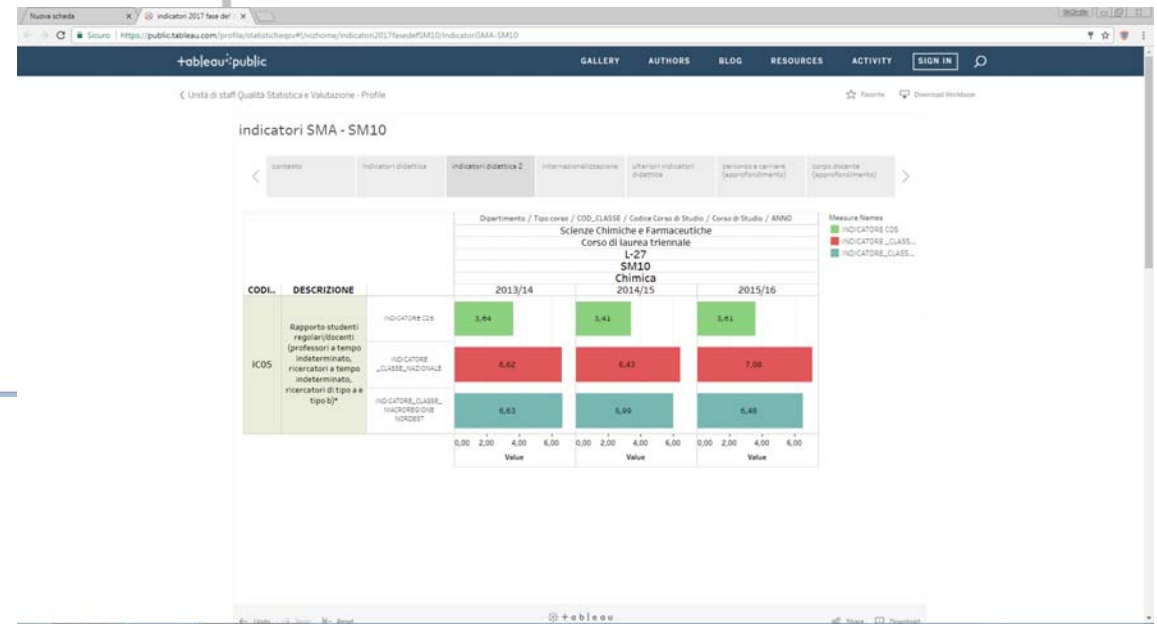 Nuova scheda
indicatori 2017 fase def
Sicuro https://public.tableau.com/profile/statistichesqv#!/vizhome/indicatori2017fasedefSM10/indicatoriSMA-SM10
+ableau public
GALLERY AUTHORS BLOG RESOURCES ACTIVITY SIGN IN
Unità di staff Qualità Statistica e Valutazione - Profile
Favorite Download Workbook
indicatori SMA - SM10
contesto
indicatori didattica
indicatori didattica 2
internazionalizzazione
ulteriori indicatori didattica
percorso e carriere (approfondimento)
corpo docente (approfondimento)
Dipartimento / Tipo corso / COD_CLASSE / Codice Corso di Studio / Corso di Studio / ANNO
Scienze Chimiche e Farmaceutiche
Corso di laurea triennale
L-27
SM10
Chimica
CODI.. DESCRIZIONE 2013/14 2014/15 2015/16
IC05
Rapporto studenti
regolari/docenti
(professori a tempo
indeterminato,
ricercatori a tempo
indeterminato,
ricercatori di tipo a e
tipo b)*
INDICATORE CDS
3,64 3,41 3,61
INDICATORE
_CLASSE_NAZIONALE
6,62 6,43 7,08
INDICATORE_CLASSE_
MACROREGIONE
NORDEST
6,63 5,99 6,48
0,00 2,00 4,00 6,00 0,00 2,00 4,00 6,00 0,00 2,00 4,00 6,00
Value Value Value
Measure Names
INDICATORE CDS
INDICATORE _CLASS...
INDICATORE_CLASS...
Undo Reset
+ableau
Share Download